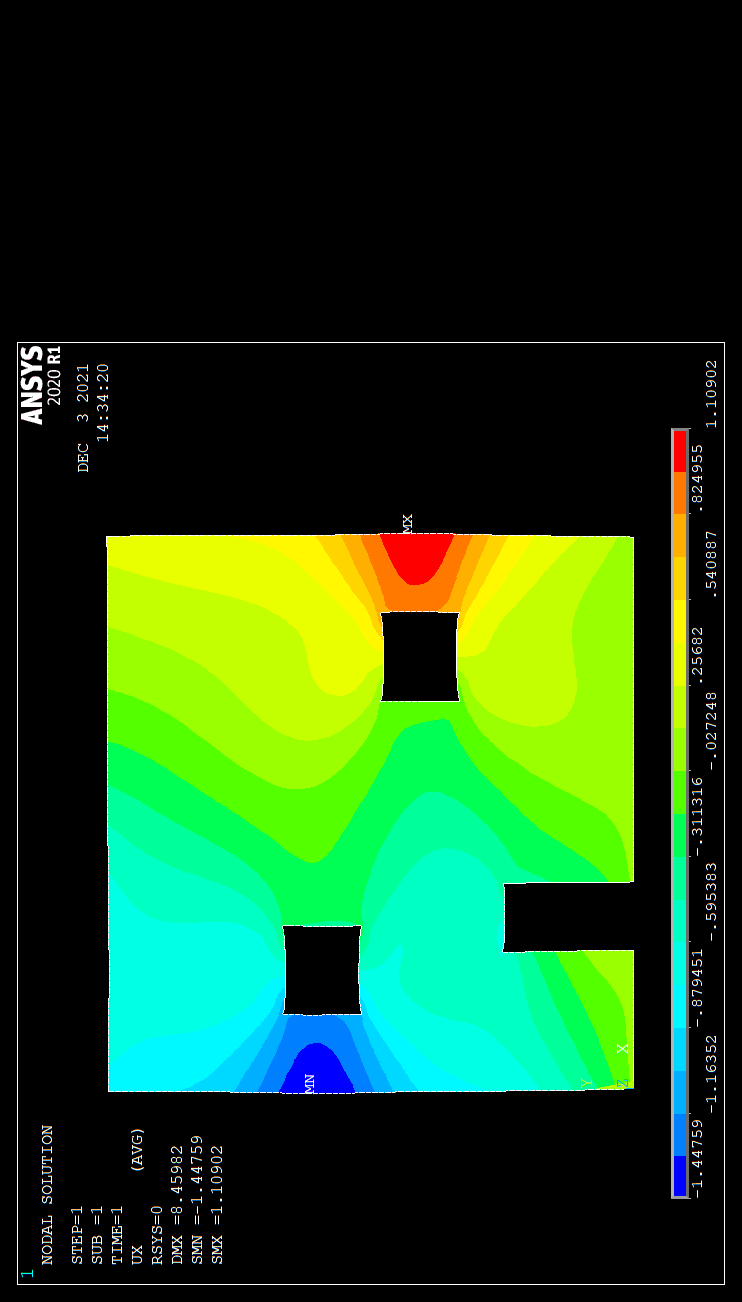 1
NODAL SOLUTION
STEP=1
SUB =1
TIME=1
UX (AVG)
RSYS=0
DMX =8.45982
SMN =-1.44759
SMX =1.10902
ANSYS
2020 R1
DEC 3 2021
14:34:20
MN
MX
Y
Z X
-1.44759
-1.16352
-.879451
-.595383
-.311316
-.027248
.25682
.540887
.824955
1.10902